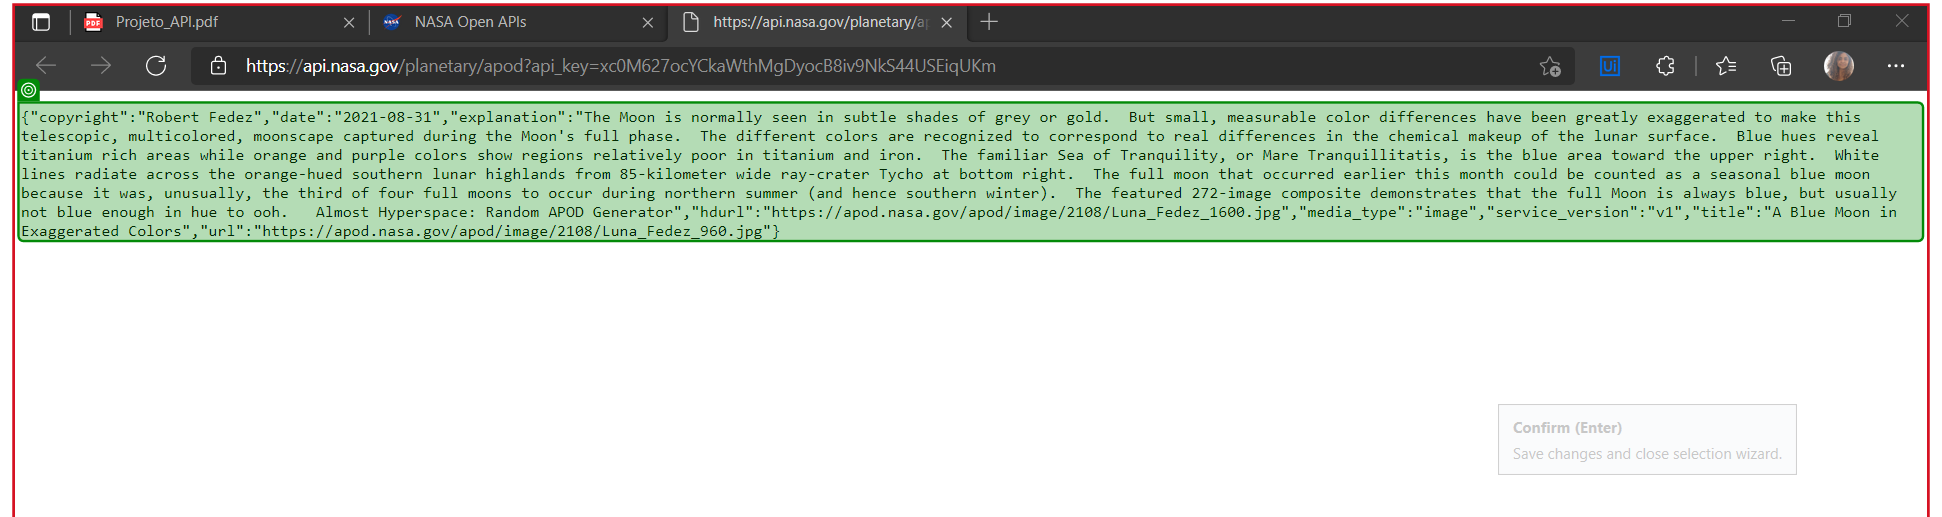 Projeto_API.pdf
NASA Open APIs
https://api.nasa.gov/planetary/ap
https://api.nasa.gov/planetary/apod?api_key=xc0M627ocYCkaWthMgDyocB8iv9NkS44USEiqUKm
{"copyright":"Robert Fedez","date":"2021-08-31","explanation":"The Moon is normally seen in subtle shades of grey or gold.  But small, measurable color differences have been greatly exaggerated to make this
telescopic, multicolored, moonscape captured during the Moon's full phase.  The different colors are recognized to correspond to real differences in the chemical makeup of the lunar surface.  Blue hues reveal
titanium rich areas while orange and purple colors show regions relatively poor in titanium and iron.  The familiar Sea of Tranquility, or Mare Tranquillitatis, is the blue area toward the upper right.  White
lines radiate across the orange-hued southern lunar highlands from 85-kilometer wide ray-crater Tycho at bottom right.  The full moon that occurred earlier this month could be counted as a seasonal blue moon
because it was, unusually, the third of four full moons to occur during northern summer (and hence southern winter).  The featured 272-image composite demonstrates that the full Moon is always blue, but usually
not blue enough in hue to ooh.   Almost Hyperspace: Random APOD Generator","hdurl":"https://apod.nasa.gov/apod/image/2108/Luna_Fedez_1600.jpg","media_type":"image","service_version":"v1","title":"A Blue Moon in
Exaggerated Colors","url":"https://apod.nasa.gov/apod/image/2108/Luna_Fedez_960.jpg"}
Confirm (Enter)
Save changes and close selection wizard.